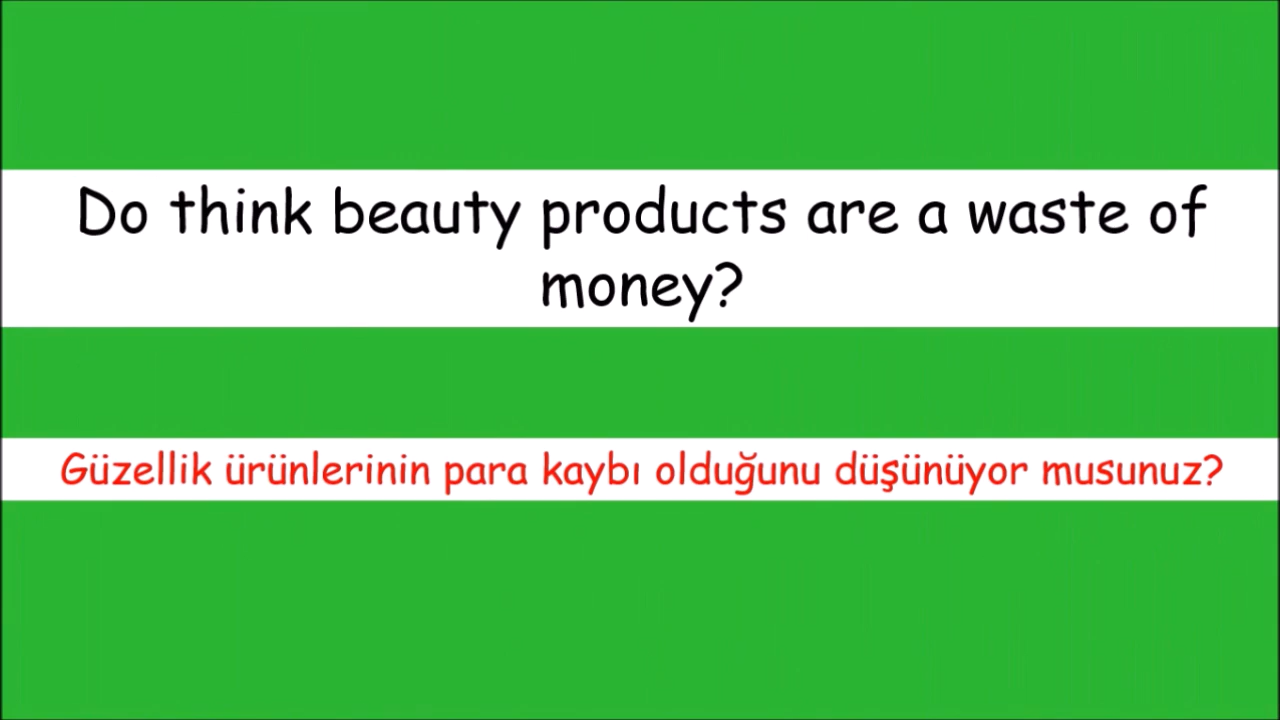 Do think beauty products are a waste of
money?
Güzellik ürünlerinin para kaybı olduğunu düşünüyor musunuz?